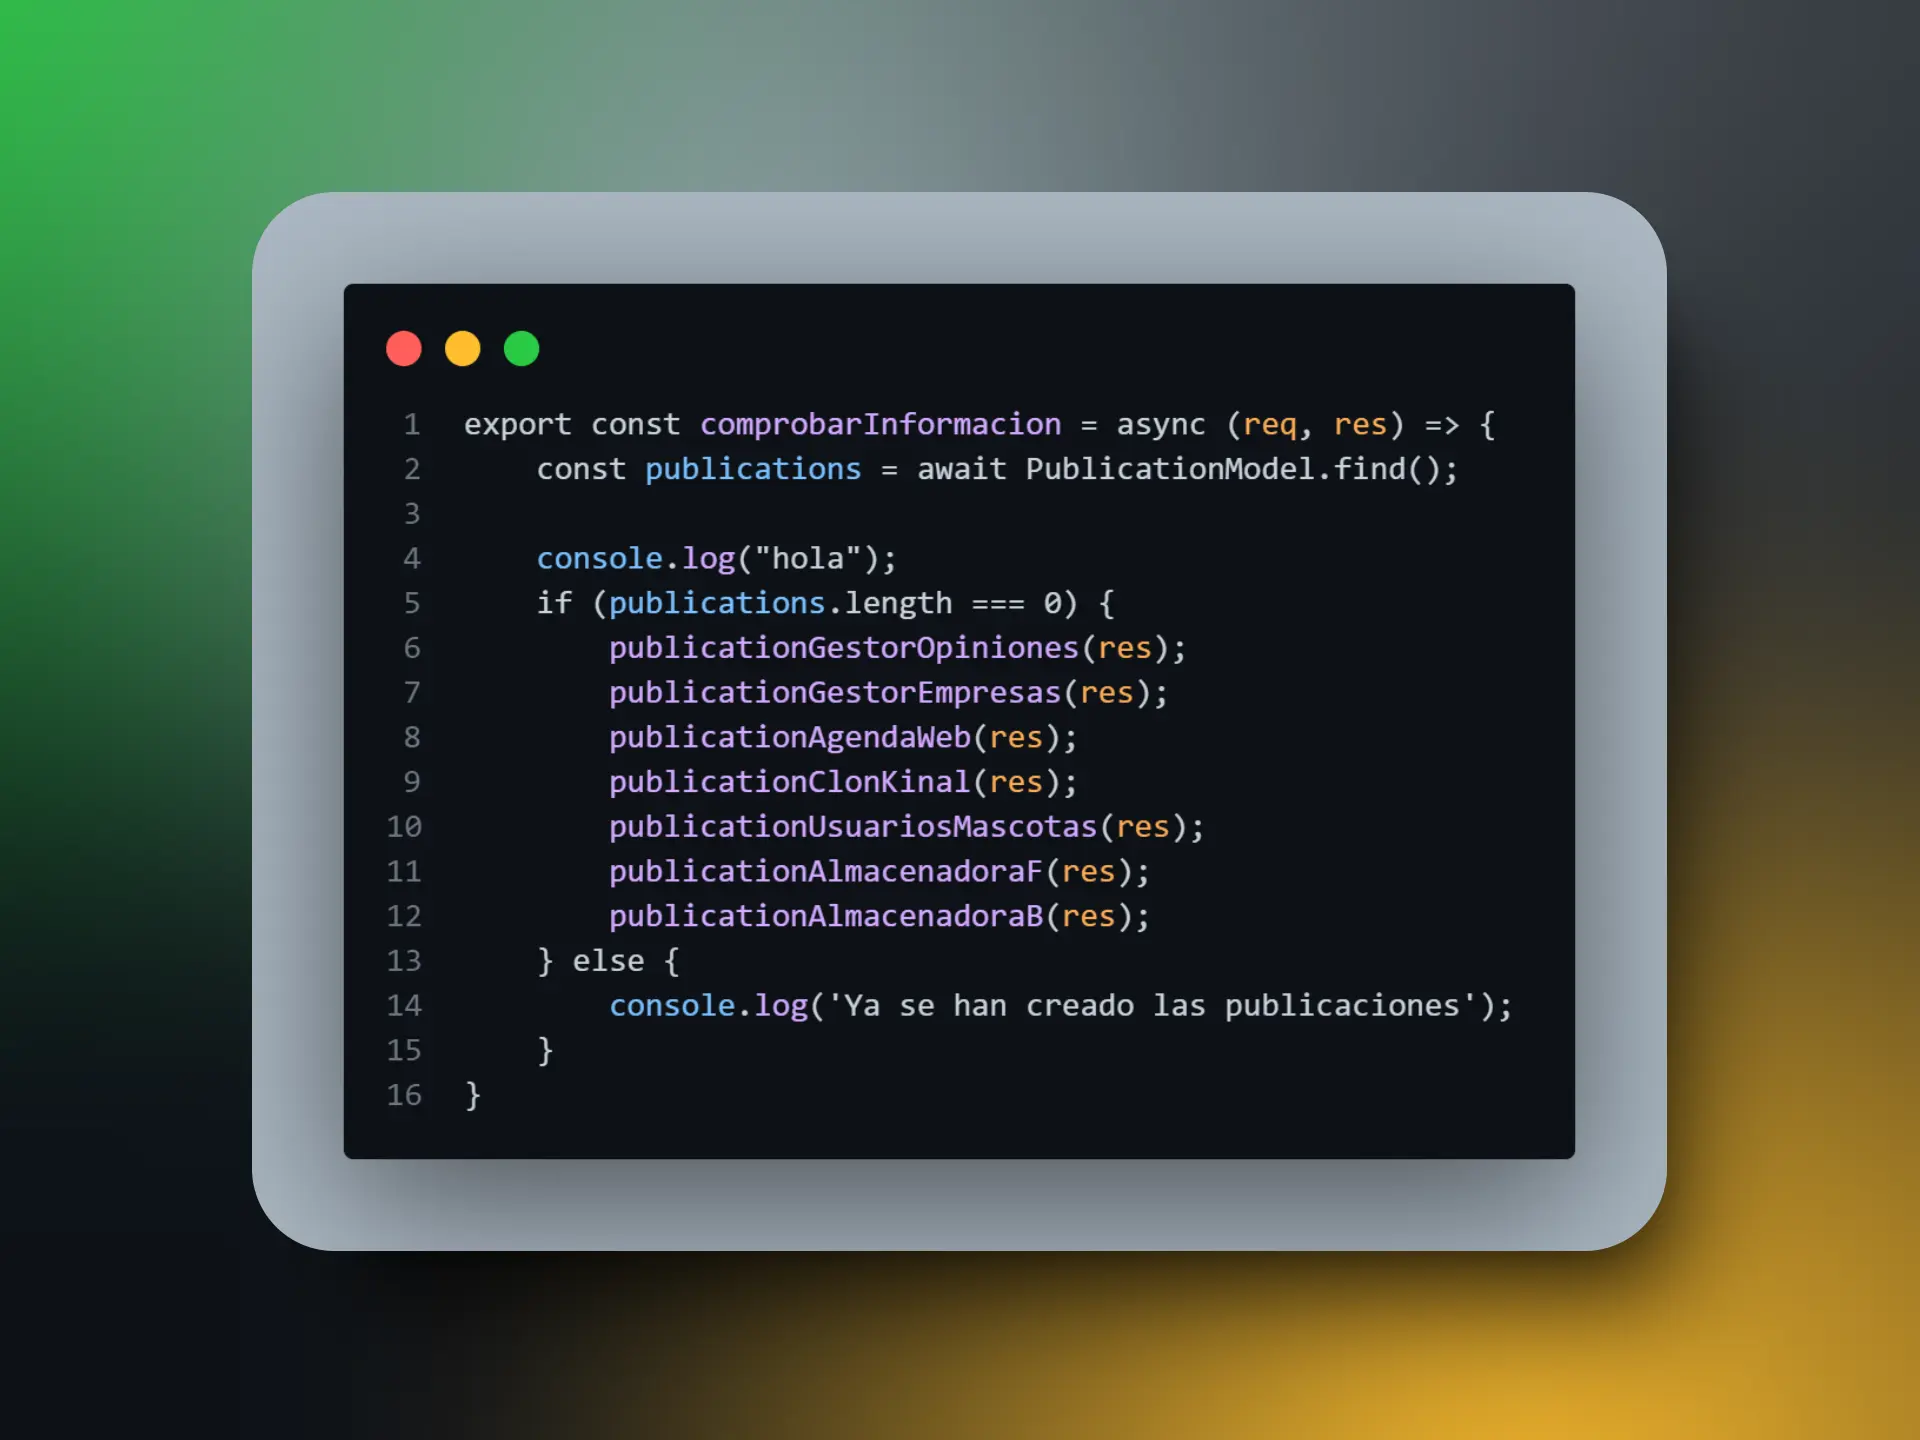 1 export const comprobarInformacion = async (req, res) => {
2     const publications = await PublicationModel.find();
3
4     console.log("hola");
5     if (publications.length === 0) {
6         publicationGestorOpiniones(res);
7         publicationGestorEmpresas(res);
8         publicationAgendaWeb(res);
9         publicationClonKinal(res);
10         publicationUsuariosMascotas(res);
11         publicationAlmacenadoraF(res);
12         publicationAlmacenadoraB(res);
13     } else {
14         console.log('Ya se han creado las publicaciones');
15     }
16 }